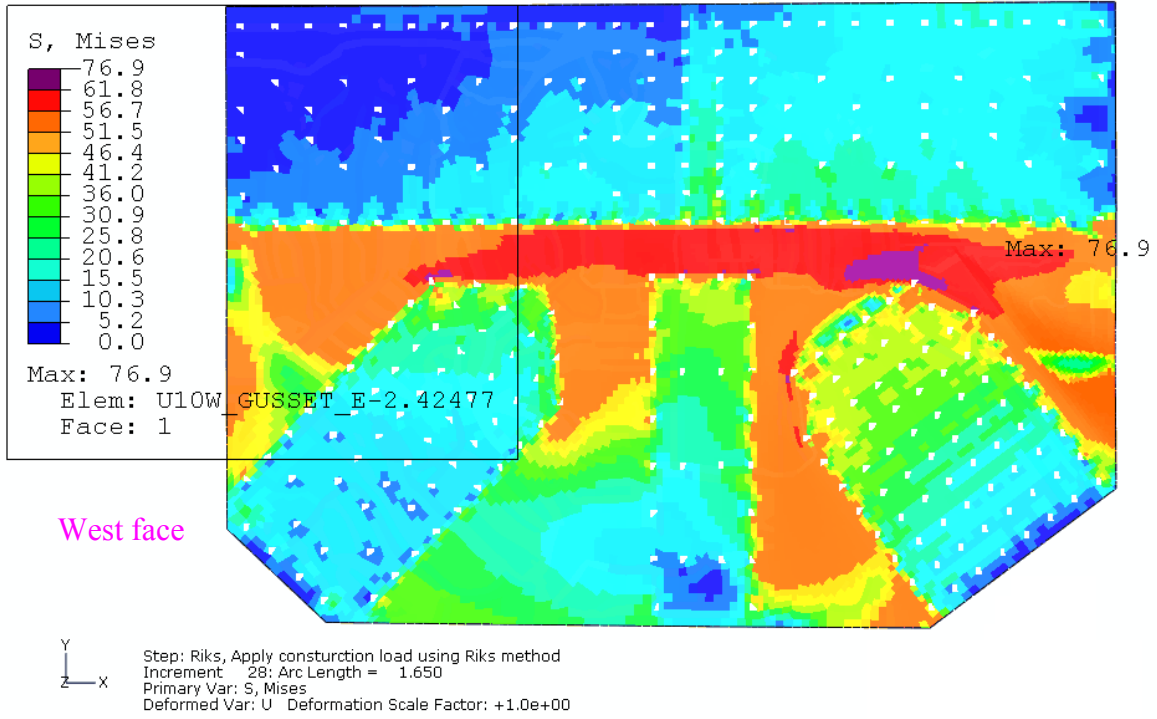 S, Mises
76.9
61.8
56.7
51.5
46.4
41.2
36.0
30.9
25.8
20.6
15.5
10.3
5.2
0.0
Max: 76.9
Elem: U10W_GUSSET_E-2.42477
Face: 1
Max: 76.9
West face
Y
Z X
Step: Riks, Apply consturction load using Riks method
Increment 28: Arc Length = 1.650
Primary Var: S, Mises
Deformed Var: U Deformation Scale Factor: +1.0e+00